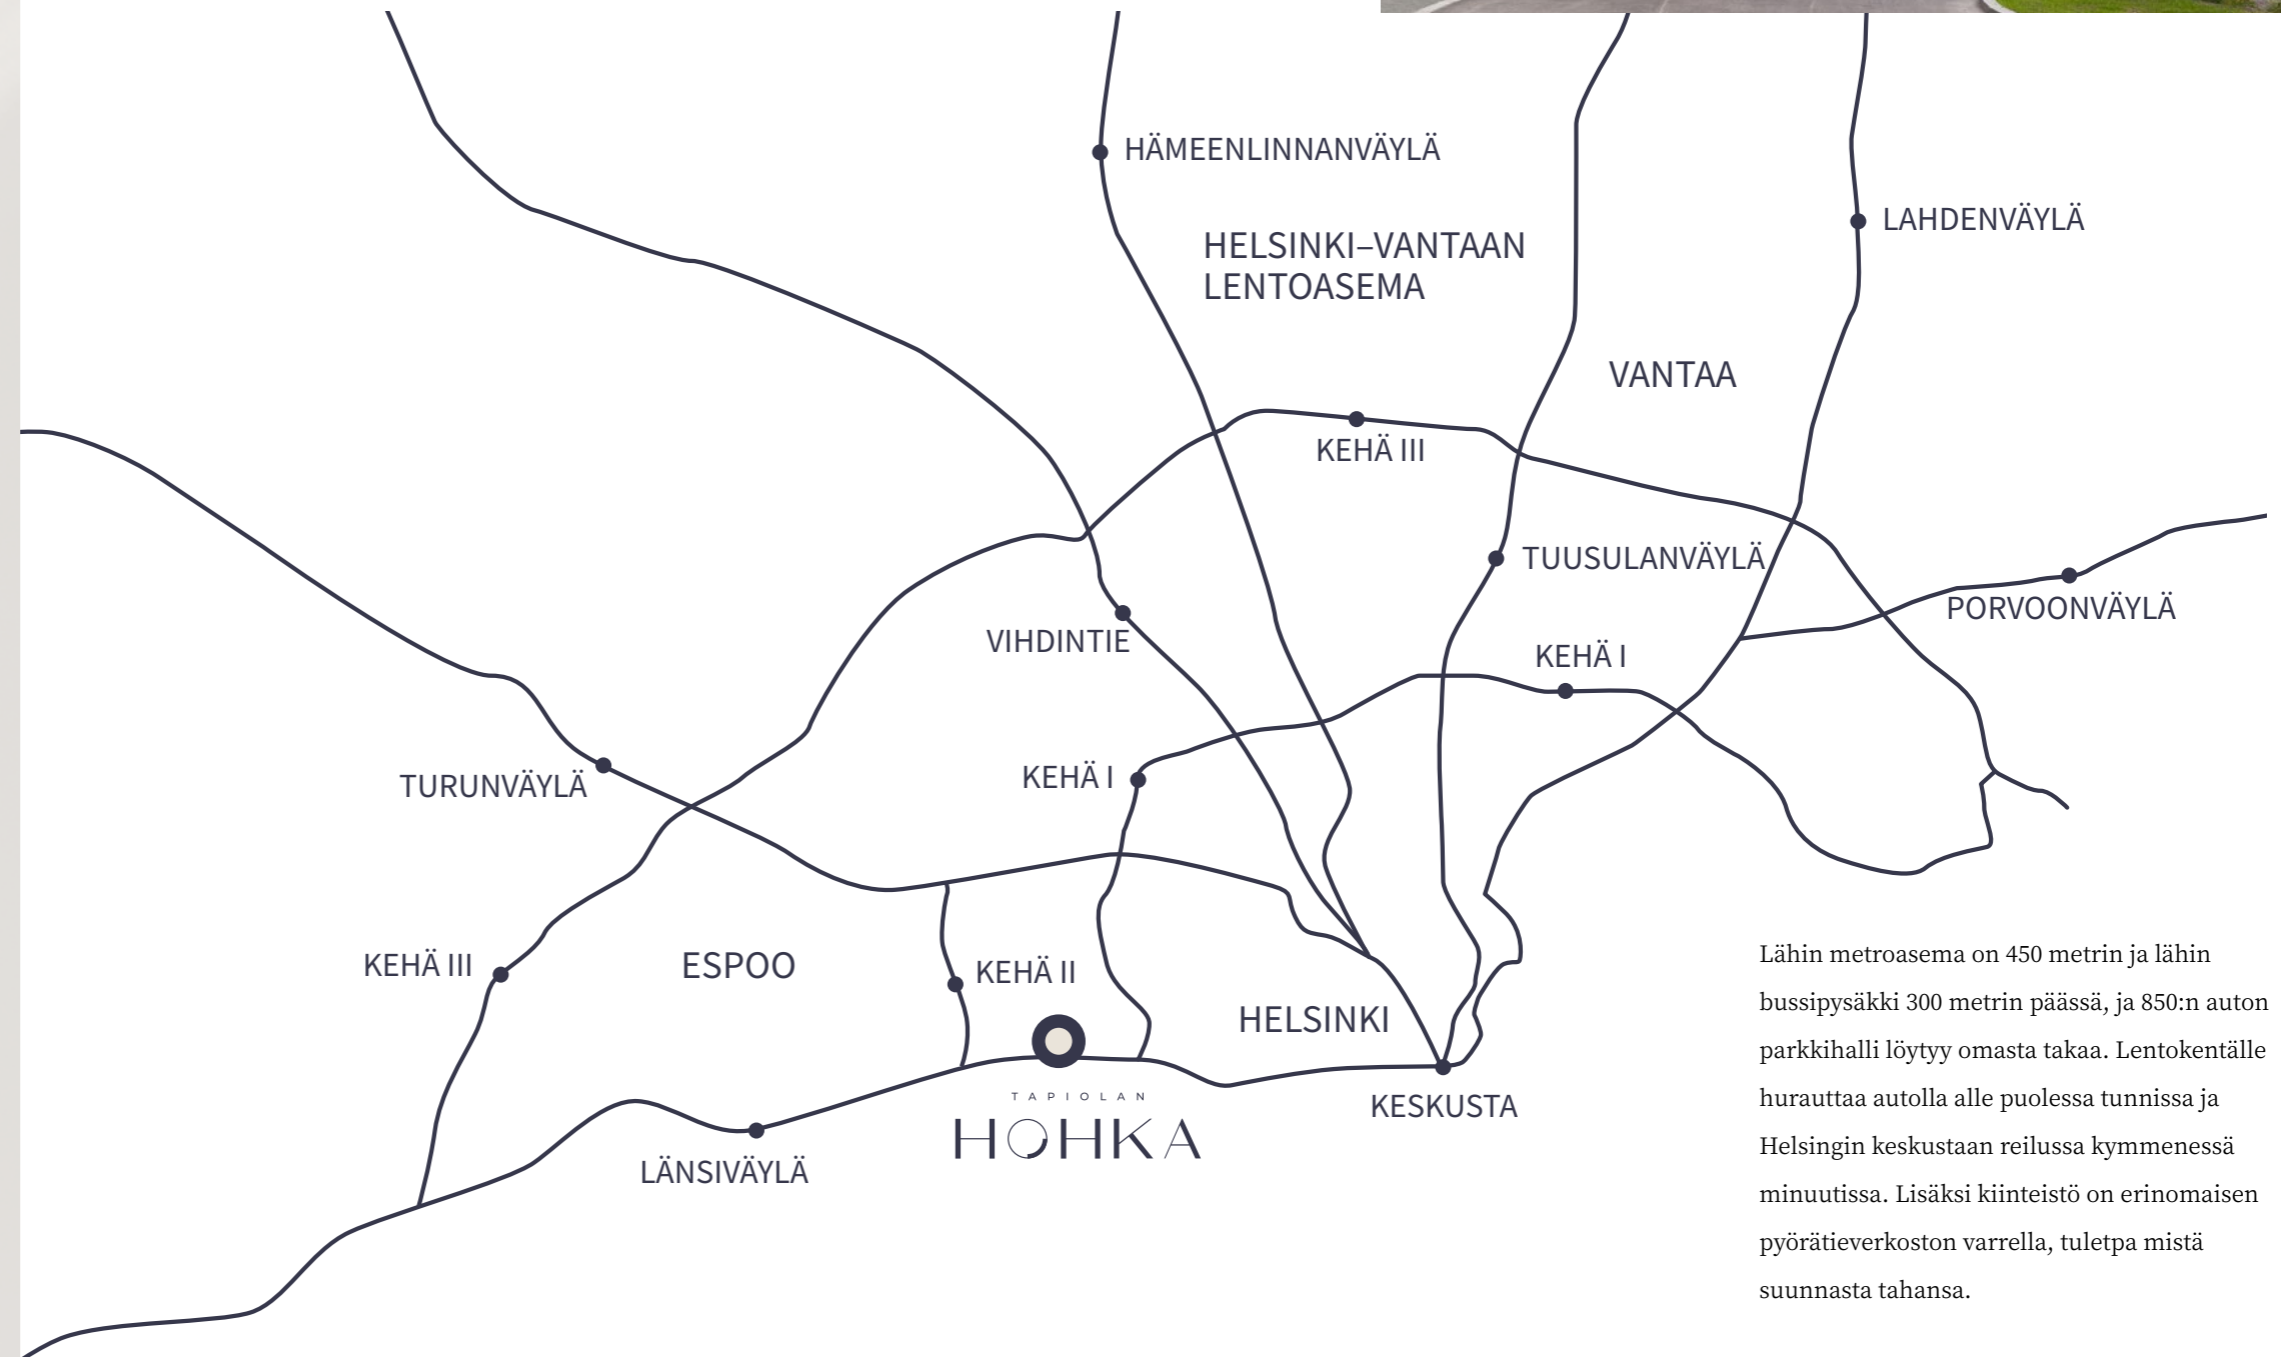 HÄMEENLINNANVÄYLÄ
LAHDENVÄYLÄ
HELSINKI–VANTAAN
LENTOASEMA
VANTAA
KEHÄ III
TUUSULANVÄYLÄ
PORVOONVÄYLÄ
VIHDINTIE
KEHÄ I
KEHÄ I
TURUNVÄYLÄ
KEHÄ III
ESPOO
KEHÄ II
HELSINKI
KESKUSTA
TAPIOLAN
HOHKA
LÄNSIVÄYLÄ
Lähin metroasema on 450 metrin ja lähin
bussipysäkki 300 metrin päässä, ja 850:n auton
parkkihalli löytyy omasta takaa. Lentokentälle
hurauttaa autolla alle puolessa tunnissa ja
Helsingin keskustaan reilussa kymmenessä
minuutissa. Lisäksi kiinteistö on erinomaisen
pyörätieverkoston varrella, tuletpa mistä
suunnasta tahansa.